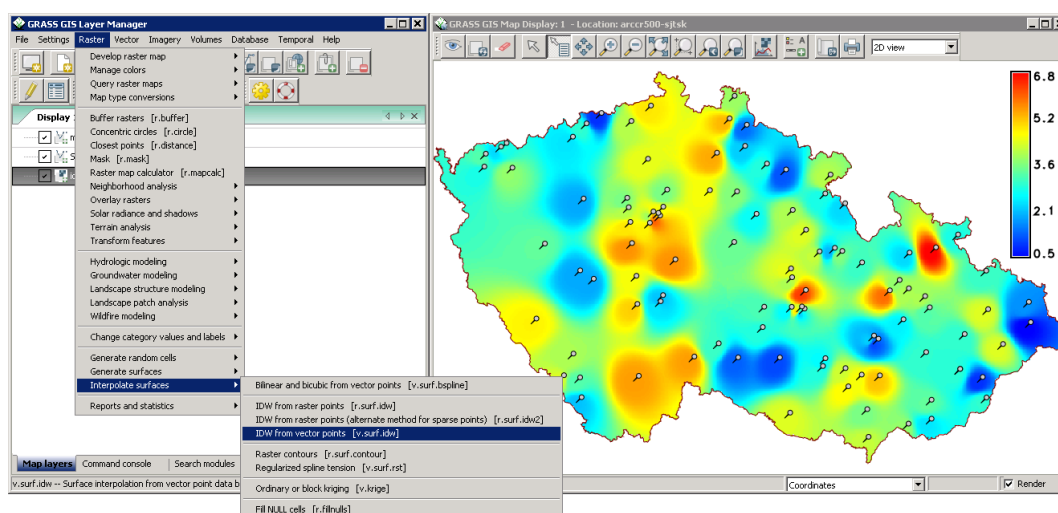 GRASS GIS Layer Manager
File Settings Raster Vector Imagery Volumes Database Temporal Help
Develop raster map
Manage colors
Query raster maps
Map type conversions
Buffer rasters [r.buffer]
Concentric circles [r.circle]
Closest points [r.distance]
Mask [r.mask]
Raster map calculator [r.mapcalc]
Neighborhood analysis
Overlay rasters
Solar radiance and shadows
Terrain analysis
Transform features
Hydrologic modeling
Groundwater modeling
Landscape structure modeling
Landscape patch analysis
Wildfire modeling
Change category values and labels
Generate random cells
Generate surfaces
Interpolate surfaces
Reports and statistics
Display
Bilinear and bicubic from vector points [v.surf.bspline]
IDW from raster points [r.surf.idw]
IDW from raster points (alternate method for sparse points) [r.surf.idw2]
IDW from vector points [v.surf.idw]
Raster contours [r.surf.contour]
Regularized spline tension [v.surf.rst]
Ordinary or block kriging [v.krige]
Fill NULL cells [r.fillnulls]
Map layers Command console Search modules
v.surf.idw -- Surface interpolation from vector point data b
GRASS GIS Map Display: 1 - Location: arccr500-sjtsk
2D view
6.8
5.2
3.6
2.1
0.5
Coordinates
Render